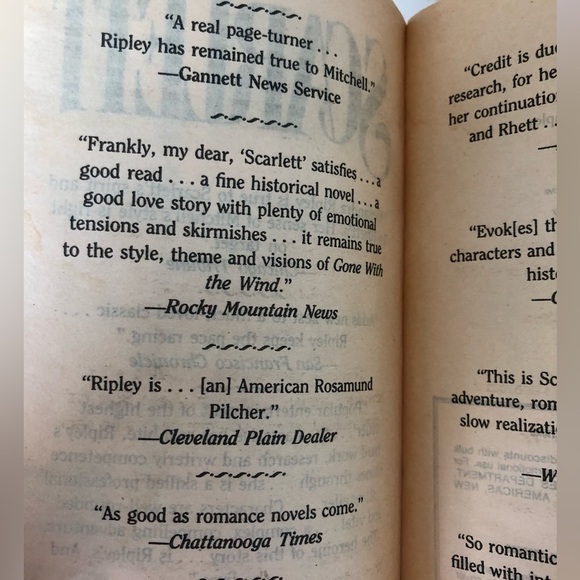 “A real page-turner . . .
Ripley has remained true to Mitchell.”
—Gannett News Service
“Frankly, my dear, ‘Scarlett’ satisfies . . . a
good read . . . a fine historical novel . . . a
good love story with plenty of emotional
tensions and skirmishes . . . it remains true
to the style, theme and visions of Gone With
the Wind.”
—Rocky Mountain News
“Ripley is . . . [an] American Rosamund
Pilcher.”
—Cleveland Plain Dealer
“As good as romance novels come.”
—Chattanooga Times
“Credit is due
research, for he
her continuatio
and Rhett . .
“Evok[es] th
characters and
hist
“This is Sc
adventure, rom
slow realizati
—W
“So romantic
filled with int